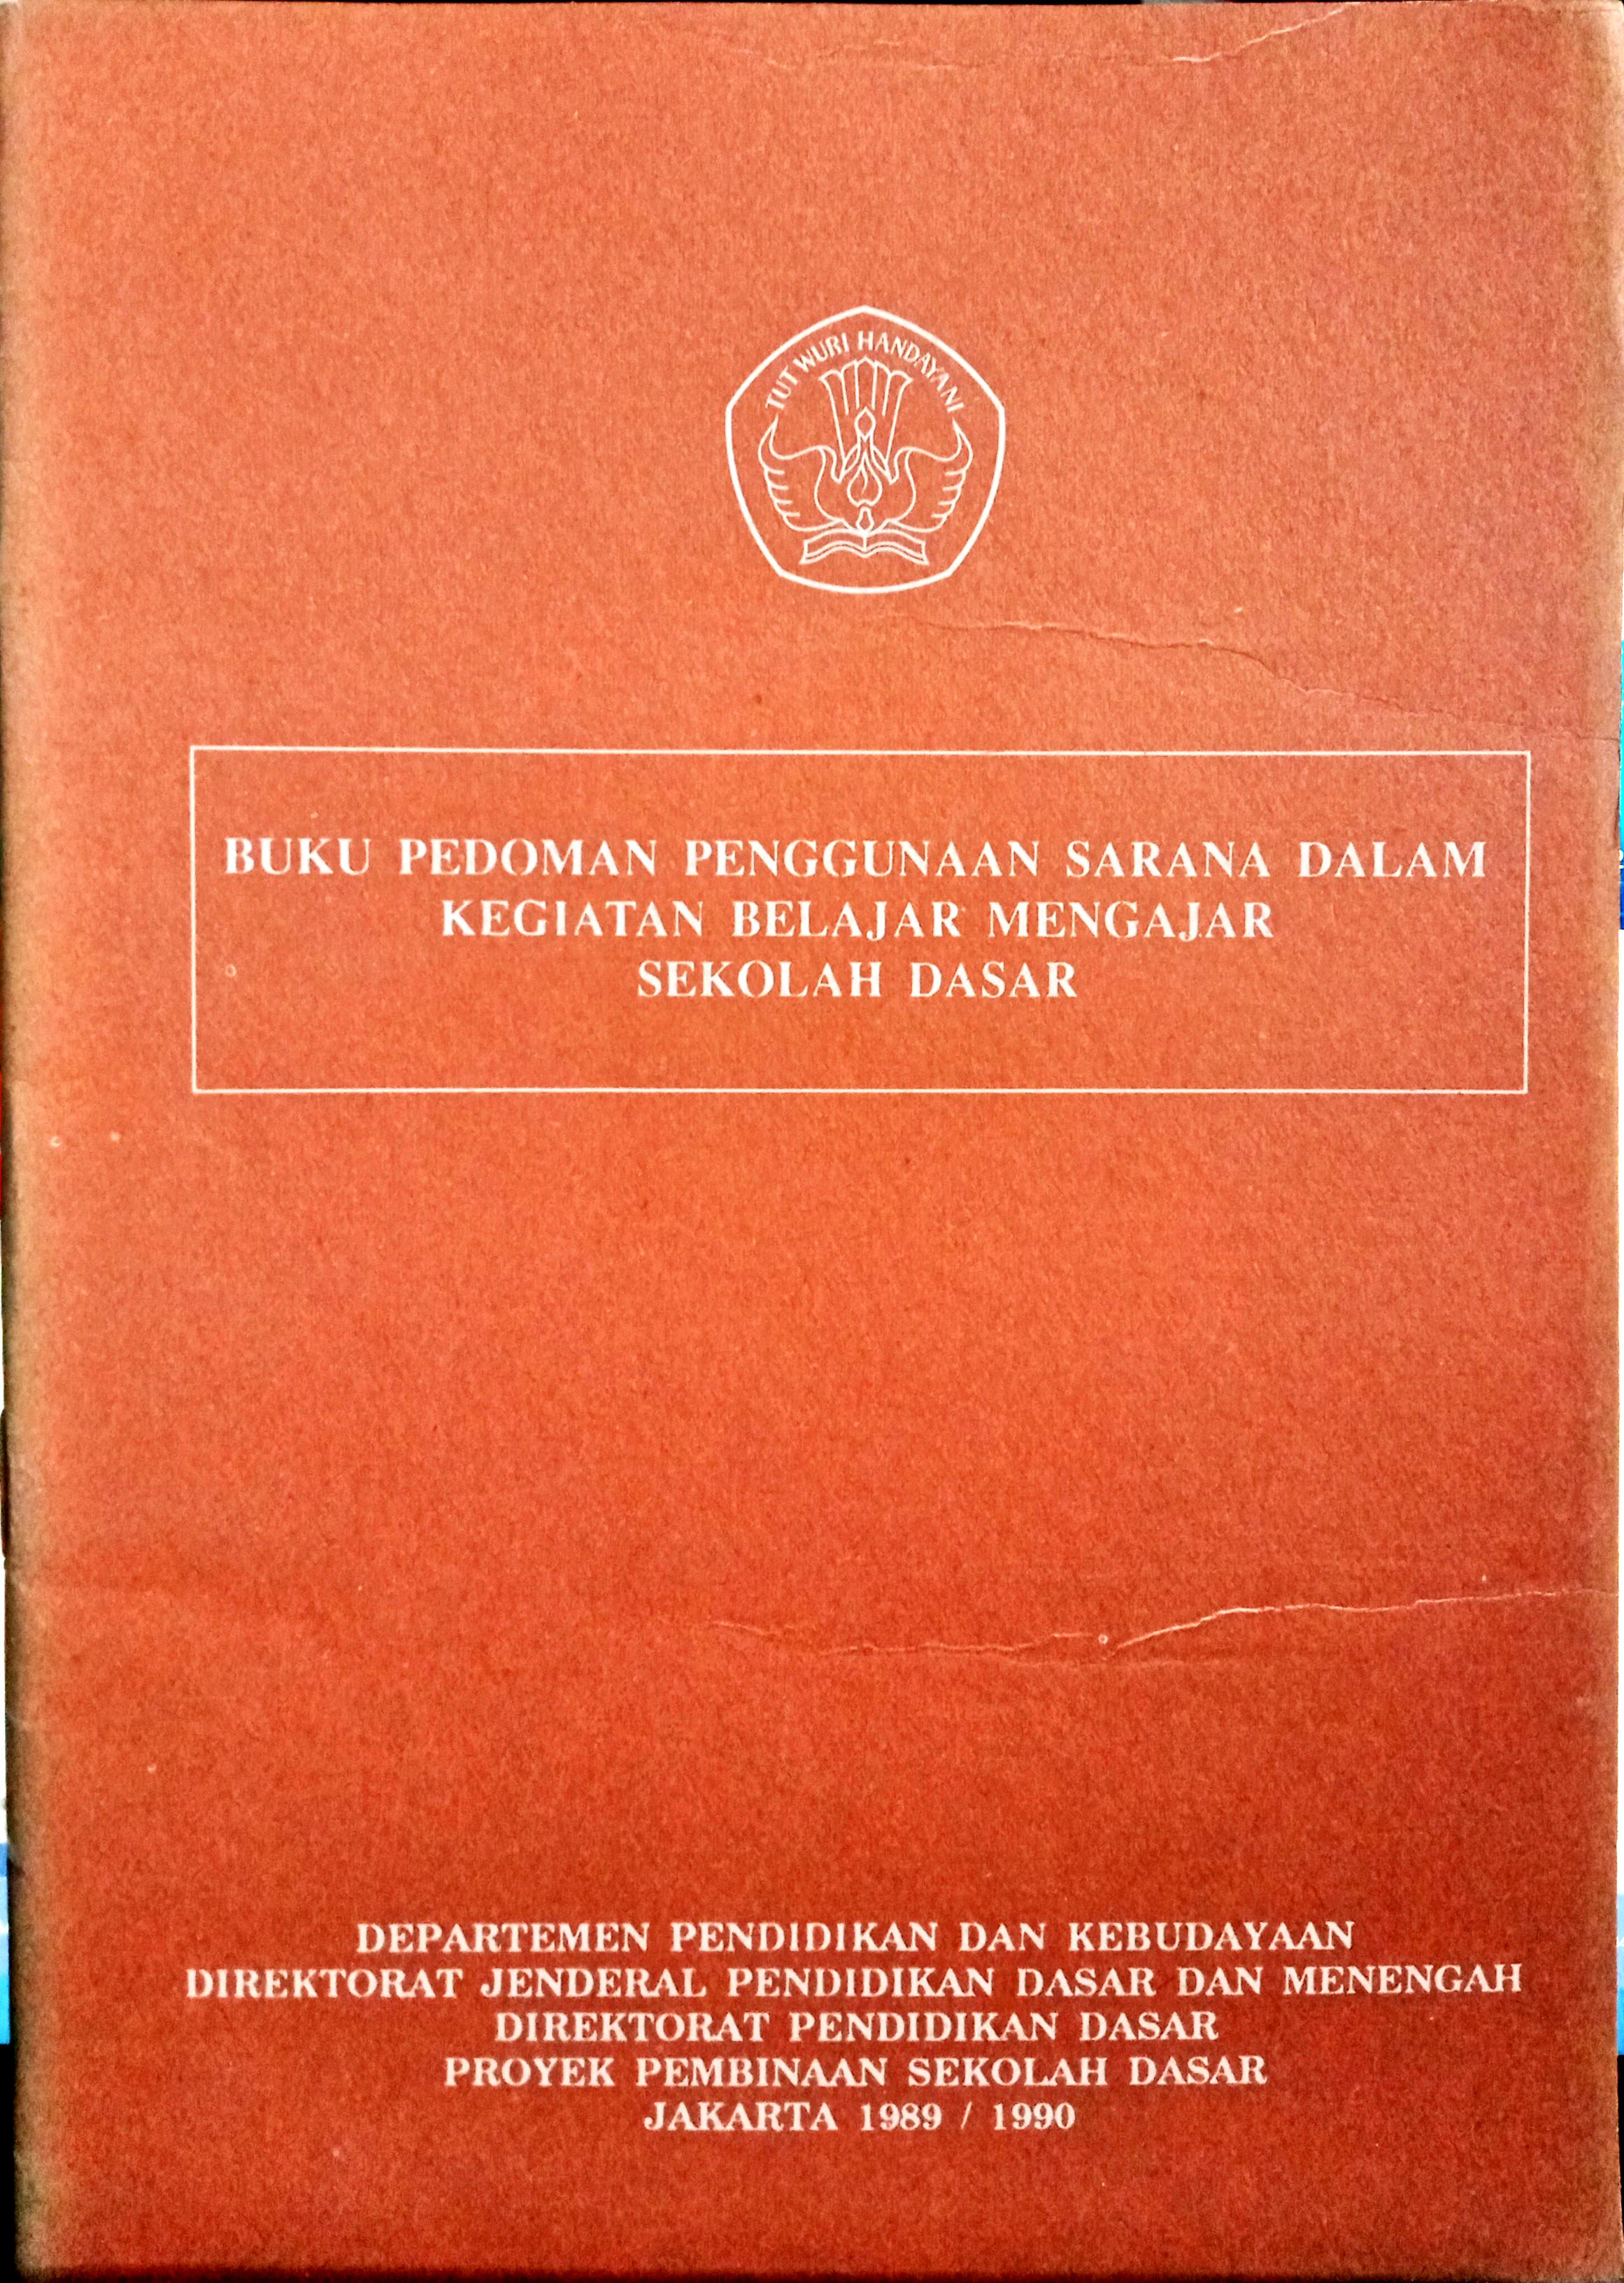 TUT WURI HANDAYANI
BUKU PEDOMAN PENGGUNAAN SARANA DALAM
KEGIATAN BELAJAR MENGAJAR
SEKOLAH DASAR
DEPARTEMEN PENDIDIKAN DAN KEBUDAYAAN
DIREKTORAT JENDERAL PENDIDIKAN DASAR DAN MENENGAH
DIREKTORAT PENDIDIKAN DASAR
PROYEK PEMBINAAN SEKOLAH DASAR
JAKARTA 1989 / 1990